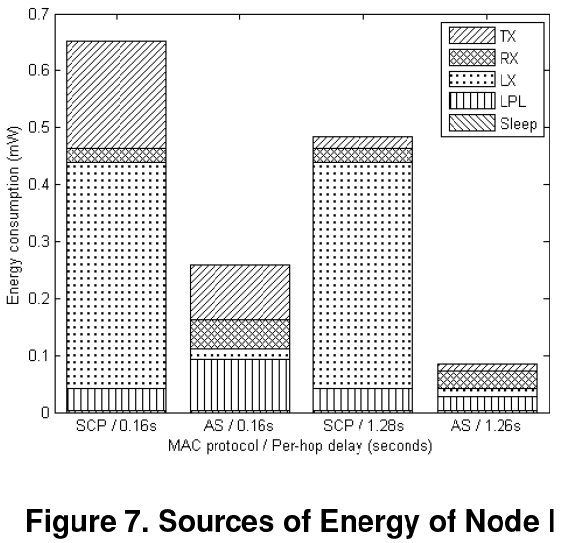 0.7
0.6
0.5
0.4
0.3
0.2
0.1
0
Energy consumption (mW)
TX
RX
LX
LPL
Sleep
SCP / 0.16s
AS / 0.16s
SCP / 1.28s
AS / 1.26s
MAC protocol / Per-hop delay (seconds)
Figure 7. Sources of Energy of Node I